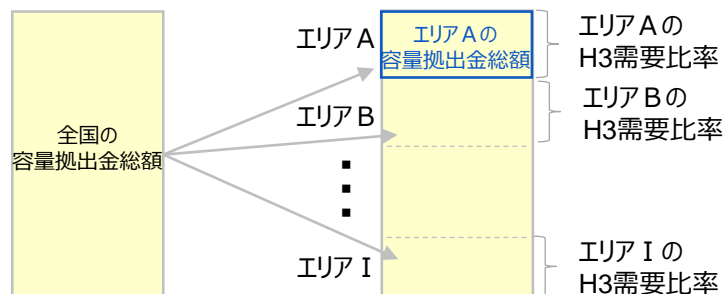 エリアA
エリアAの
容量拠出金総額
エリアAの
H3需要比率
エリアB
エリアBの
H3需要比率
全国の
容量拠出金総額
エリアI
エリアIの
H3需要比率